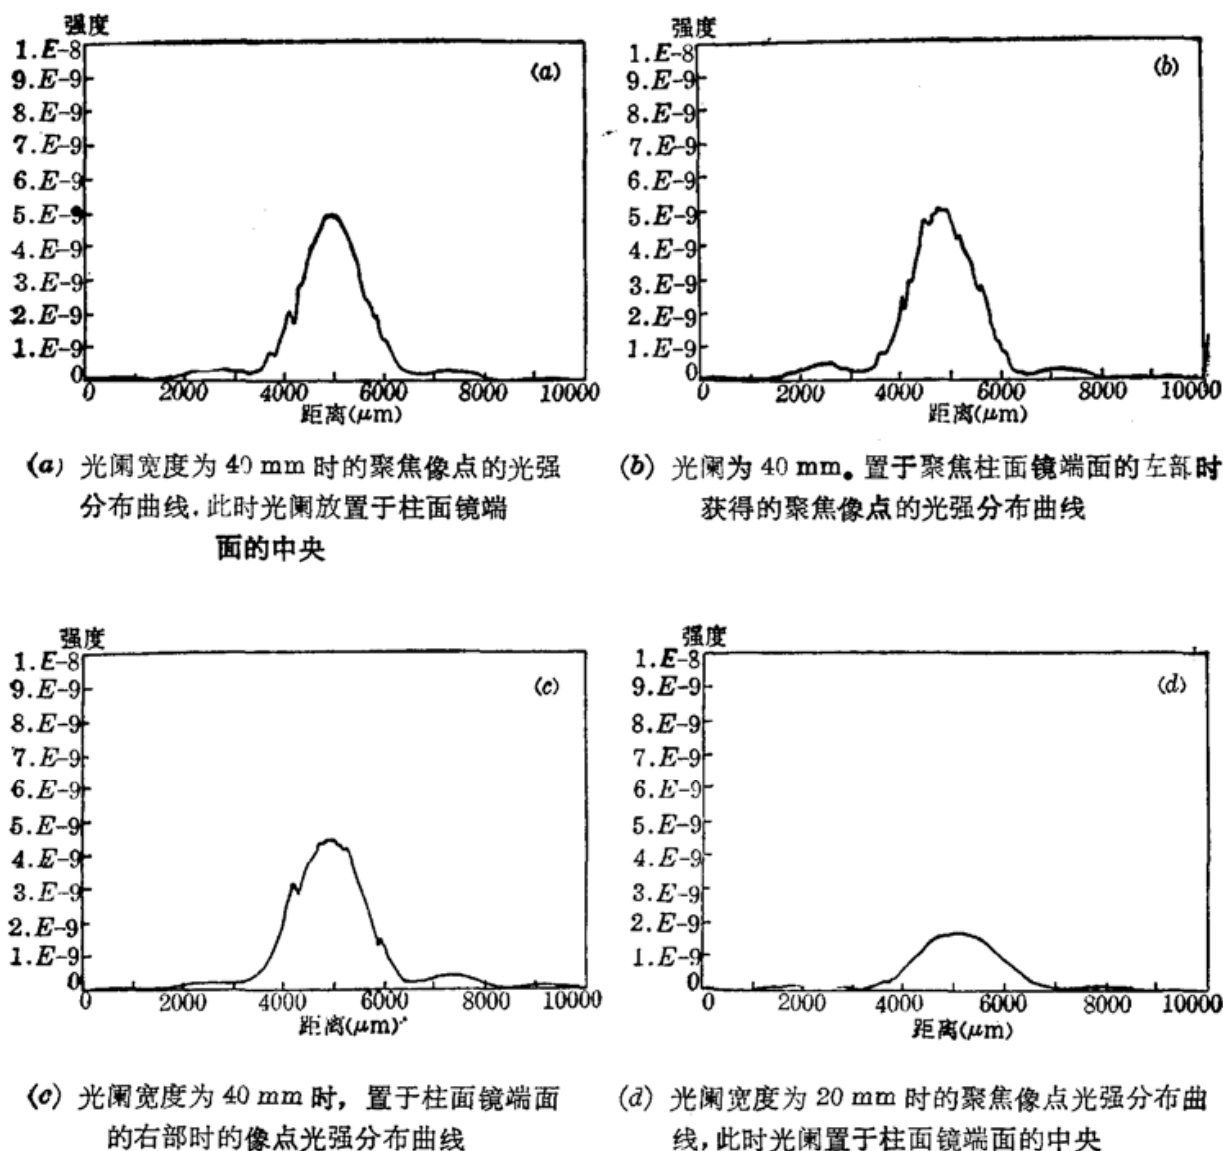 强度
1.E-8
(a)
9.E-9
8.E-9
7.E-9
6.E-9
5.E-9
4.E-9
3.E-9
2.E-9
1.E-9
0
0 2000 4000 6000 8000 10000
距离(μm)
(a) 光阑宽度为 40 mm 时的聚焦像点的光强
分布曲线.此时光阑放置于柱面镜端
面的中央
强度
1.E-8
(b)
9.E-9
8.E-9
7.E-9
6.E-9
5.E-9
4.E-9
3.E-9
2.E-9
1.E-9
0
0 2000 4000 6000 8000 10000
距离(μm)
(b) 光阑为 40 mm。置于聚焦柱面镜端面的左部时
获得的聚焦像点的光强分布曲线
强度
1.E-8
(c)
9.E-9
8.E-9
7.E-9
6.E-9
5.E-9
4.E-9
3.E-9
2.E-9
1.E-9
0
0 2000 4000 6000 8000 10000
距离(μm)
(c) 光阑宽度为 40 mm 时，置于柱面镜端面
的右部时的像点光强分布曲线
强度
1.E-8
(d)
9.E-9
8.E-9
7.E-9
6.E-9
5.E-9
4.E-9
3.E-9
2.E-9
1.E-9
0
0 2000 4000 6000 8000 10000
距离(μm)
(d) 光阑宽度为 20 mm 时的聚焦像点光强分布曲
线,此时光阑置于柱面镜端面的中央